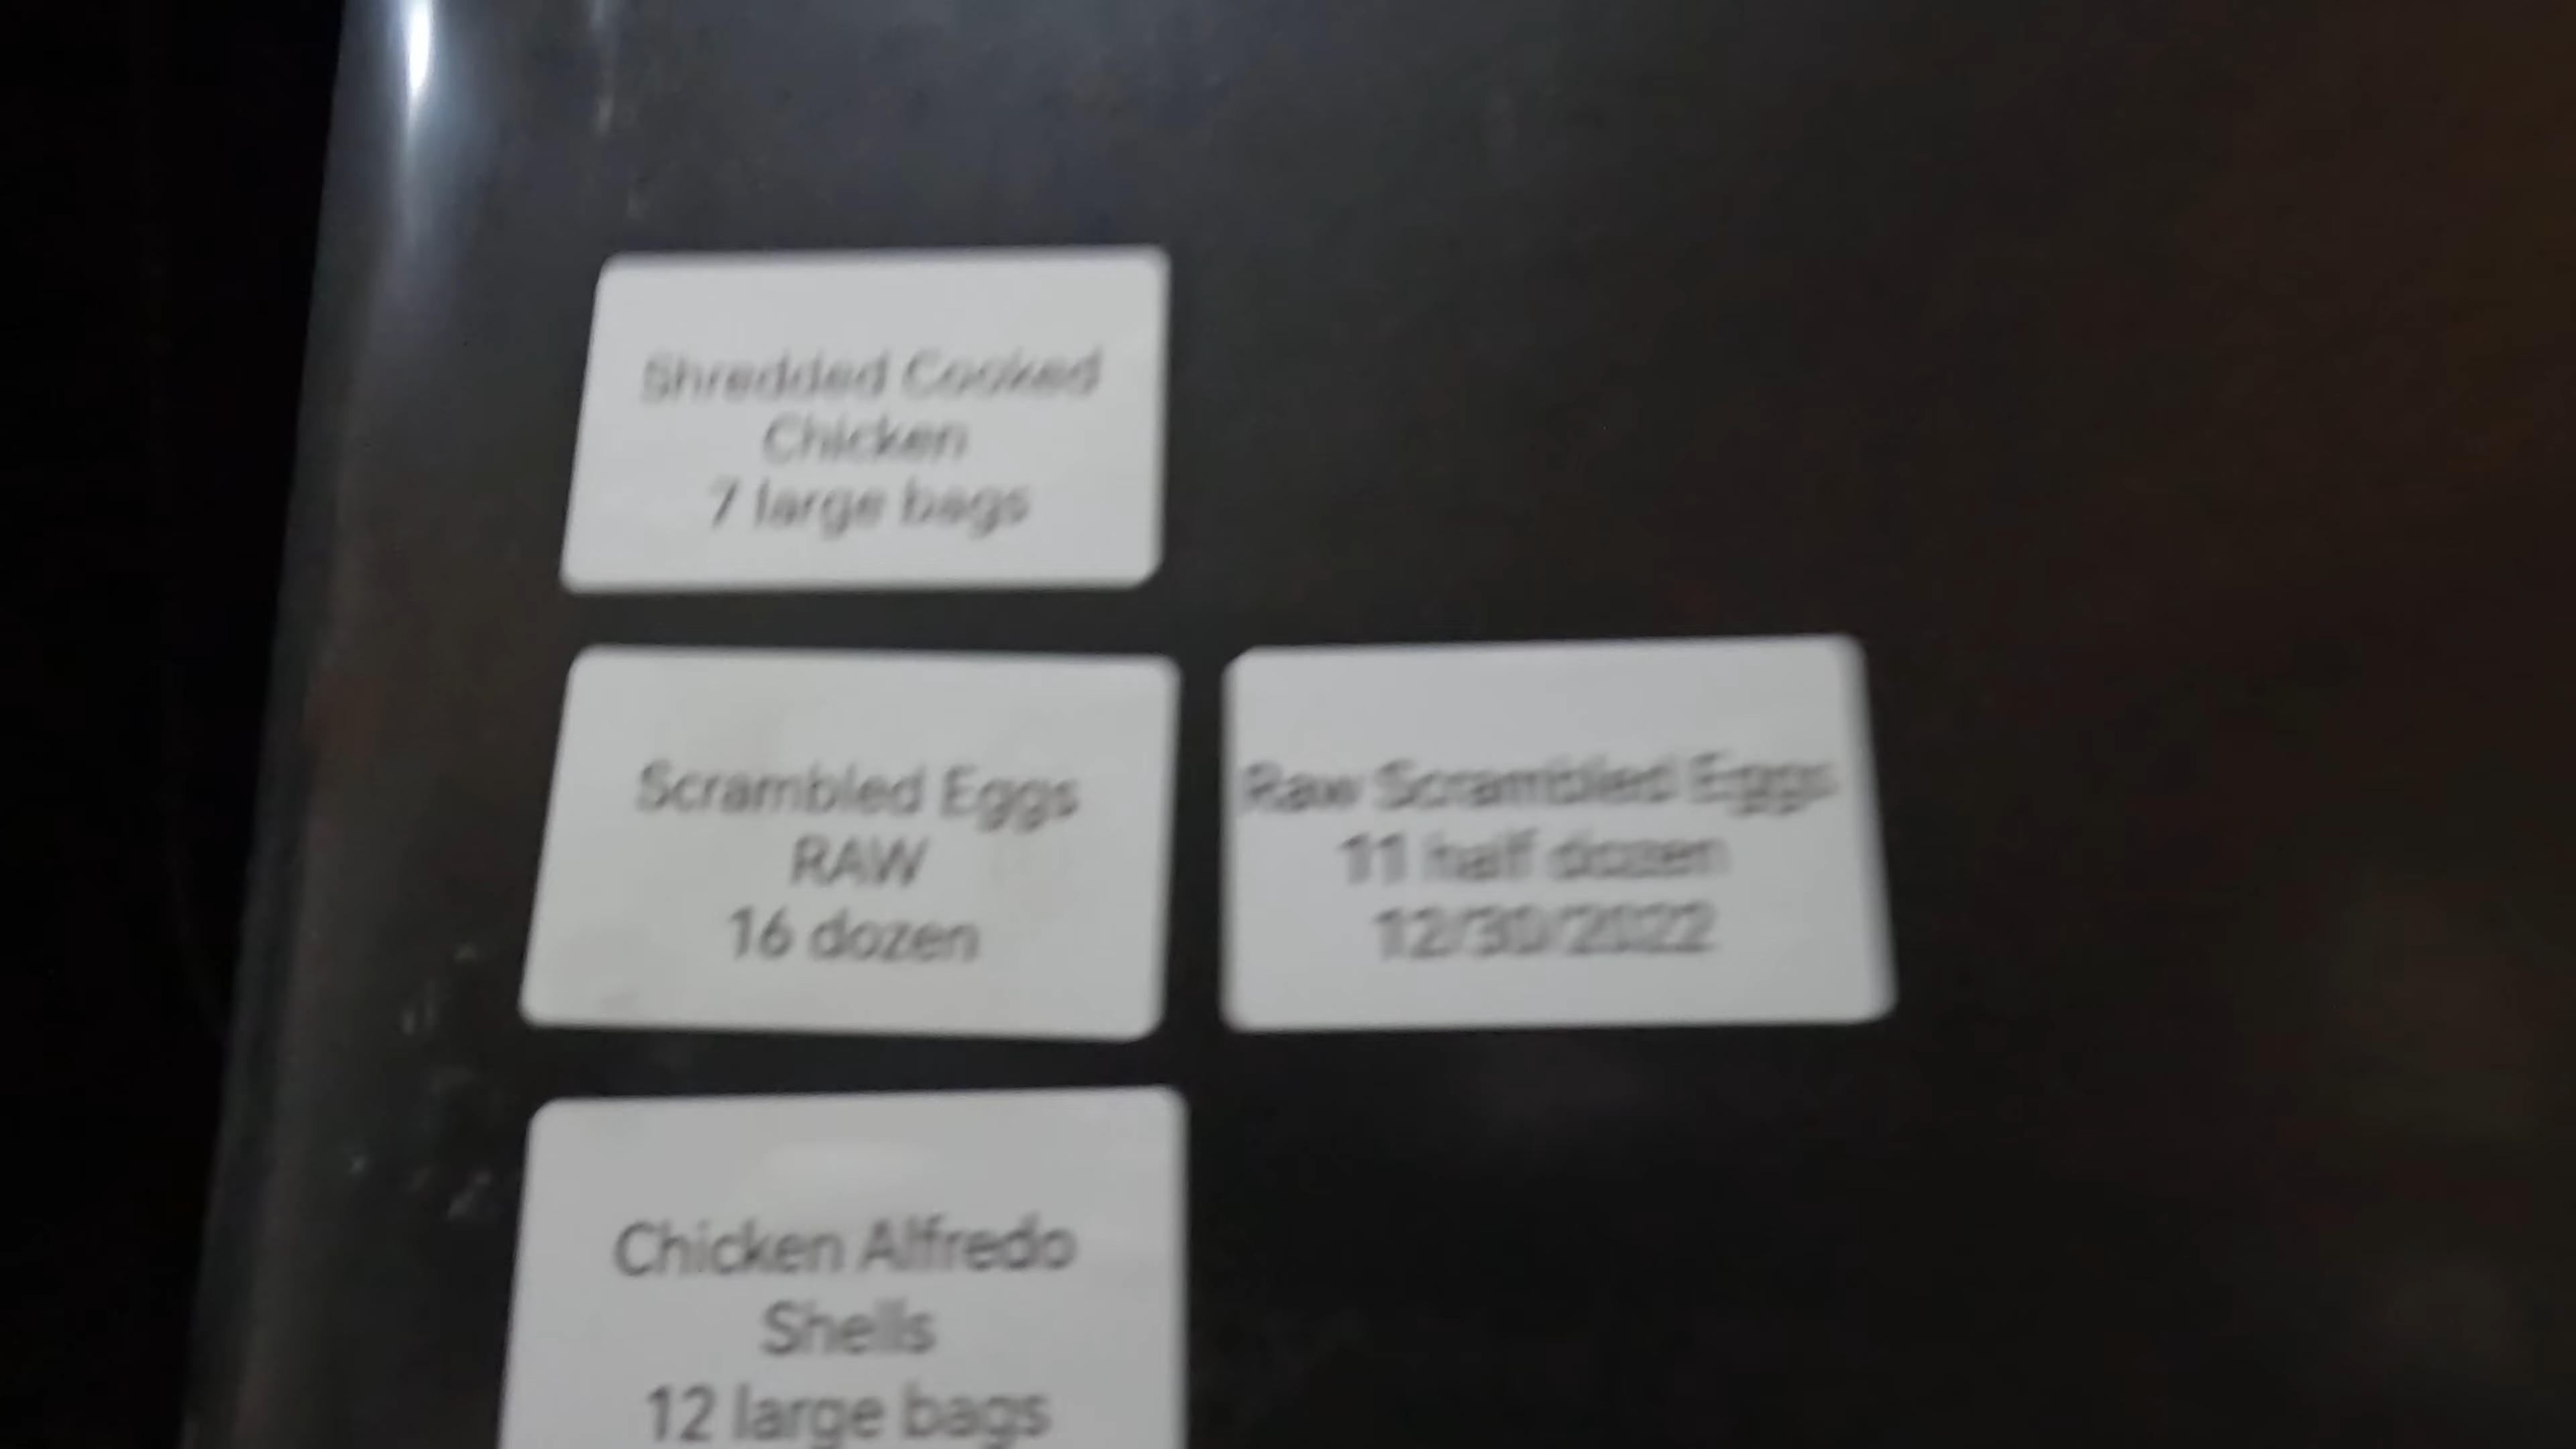 Shredded Cooked
Chicken
7 large bags
Scrambled Eggs
RAW
16 dozen
Raw Scrambled Eggs
11 half dozen
12/30/2022
Chicken Alfredo
Shells
12 large bags